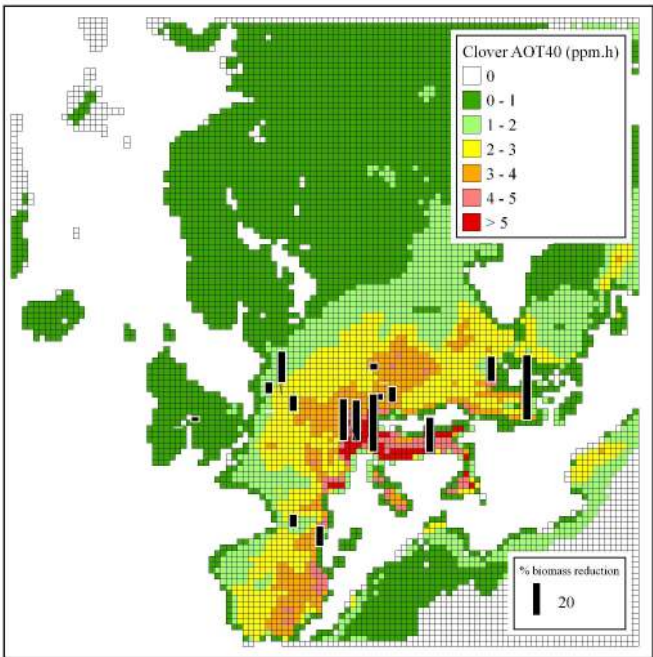 Clover AOT40 (ppm.h)
0
0 - 1
1 - 2
2 - 3
3 - 4
4 - 5
> 5
% biomass reduction
20